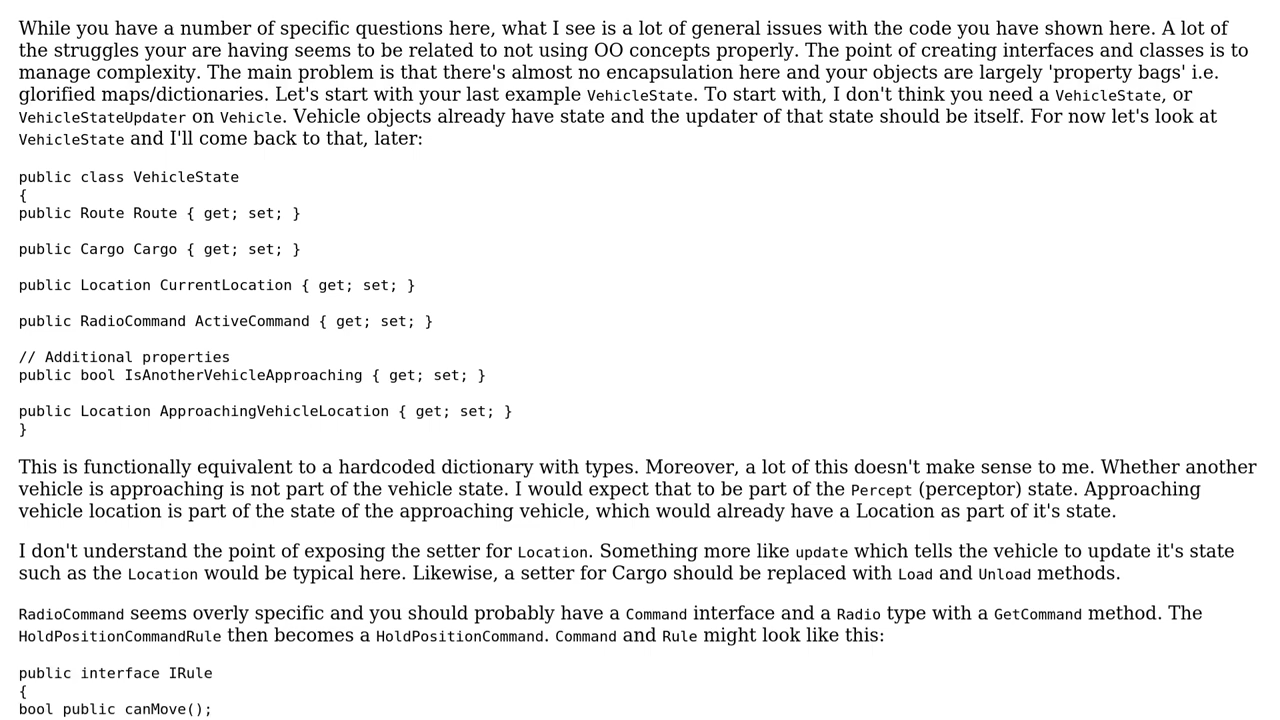 While you have a number of specific questions here, what I see is a lot of general issues with the code you have shown here. A lot of
the struggles your are having seems to be related to not using OO concepts properly. The point of creating interfaces and classes is to
manage complexity. The main problem is that there's almost no encapsulation here and your objects are largely 'property bags' i.e.
glorified maps/dictionaries. Let's start with your last example VehicleState. To start with, I don't think you need a VehicleState, or
VehicleStateUpdater on Vehicle. Vehicle objects already have state and the updater of that state should be itself. For now let's look at
VehicleState and I'll come back to that, later:
public class VehicleState
{
public Route Route { get; set; }
public Cargo Cargo { get; set; }
public Location CurrentLocation { get; set; }
public RadioCommand ActiveCommand { get; set; }
// Additional properties
public bool IsAnotherVehicleApproaching { get; set; }
public Location ApproachingVehicleLocation { get; set; }
}
This is functionally equivalent to a hardcoded dictionary with types. Moreover, a lot of this doesn't make sense to me. Whether another
vehicle is approaching is not part of the vehicle state. I would expect that to be part of the Percept (perceptor) state. Approaching
vehicle location is part of the state of the approaching vehicle, which would already have a Location as part of it's state.
I don't understand the point of exposing the setter for Location. Something more like update which tells the vehicle to update it's state
such as the Location would be typical here. Likewise, a setter for Cargo should be replaced with Load and Unload methods.
RadioCommand seems overly specific and you should probably have a Command interface and a Radio type with a GetCommand method. The
HoldPositionCommandRule then becomes a HoldPositionCommand. Command and Rule might look like this:
public interface IRule
{
bool public canMove();